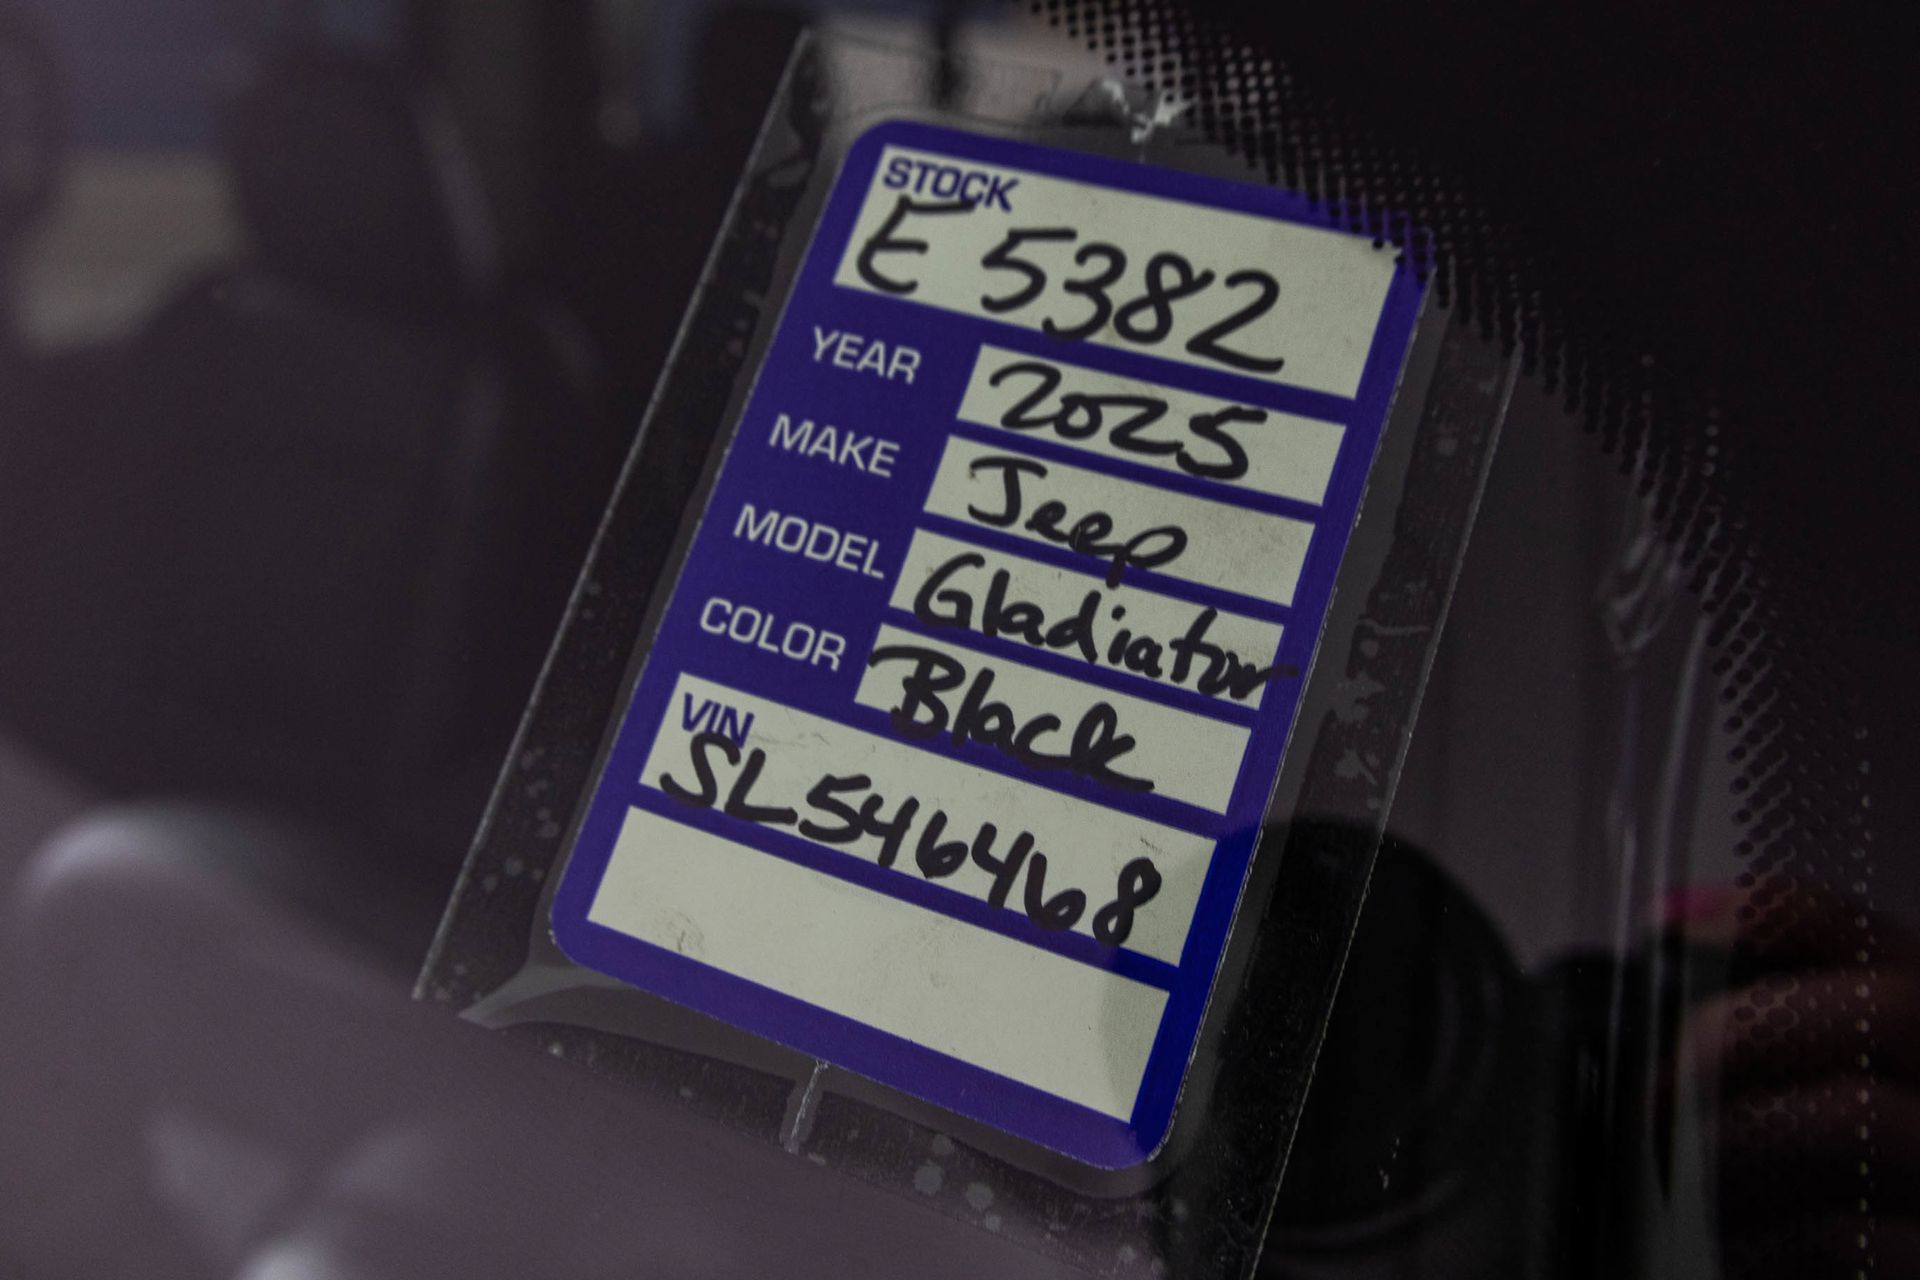 STOCK
E 5382
YEAR 2025
MAKE Jeep
MODEL Gladiator
COLOR Black
VIN
SL546468